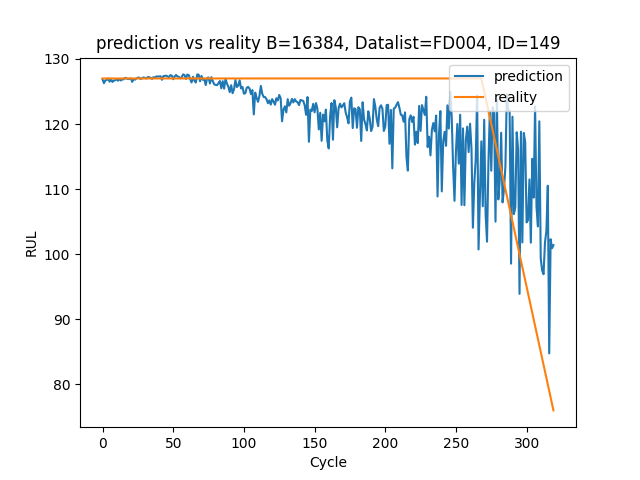 prediction vs reality B=16384, Datalist=FD004, ID=149
prediction
reality
130
120
110
100
90
80
RUL
0
50
100
150
200
250
300
Cycle